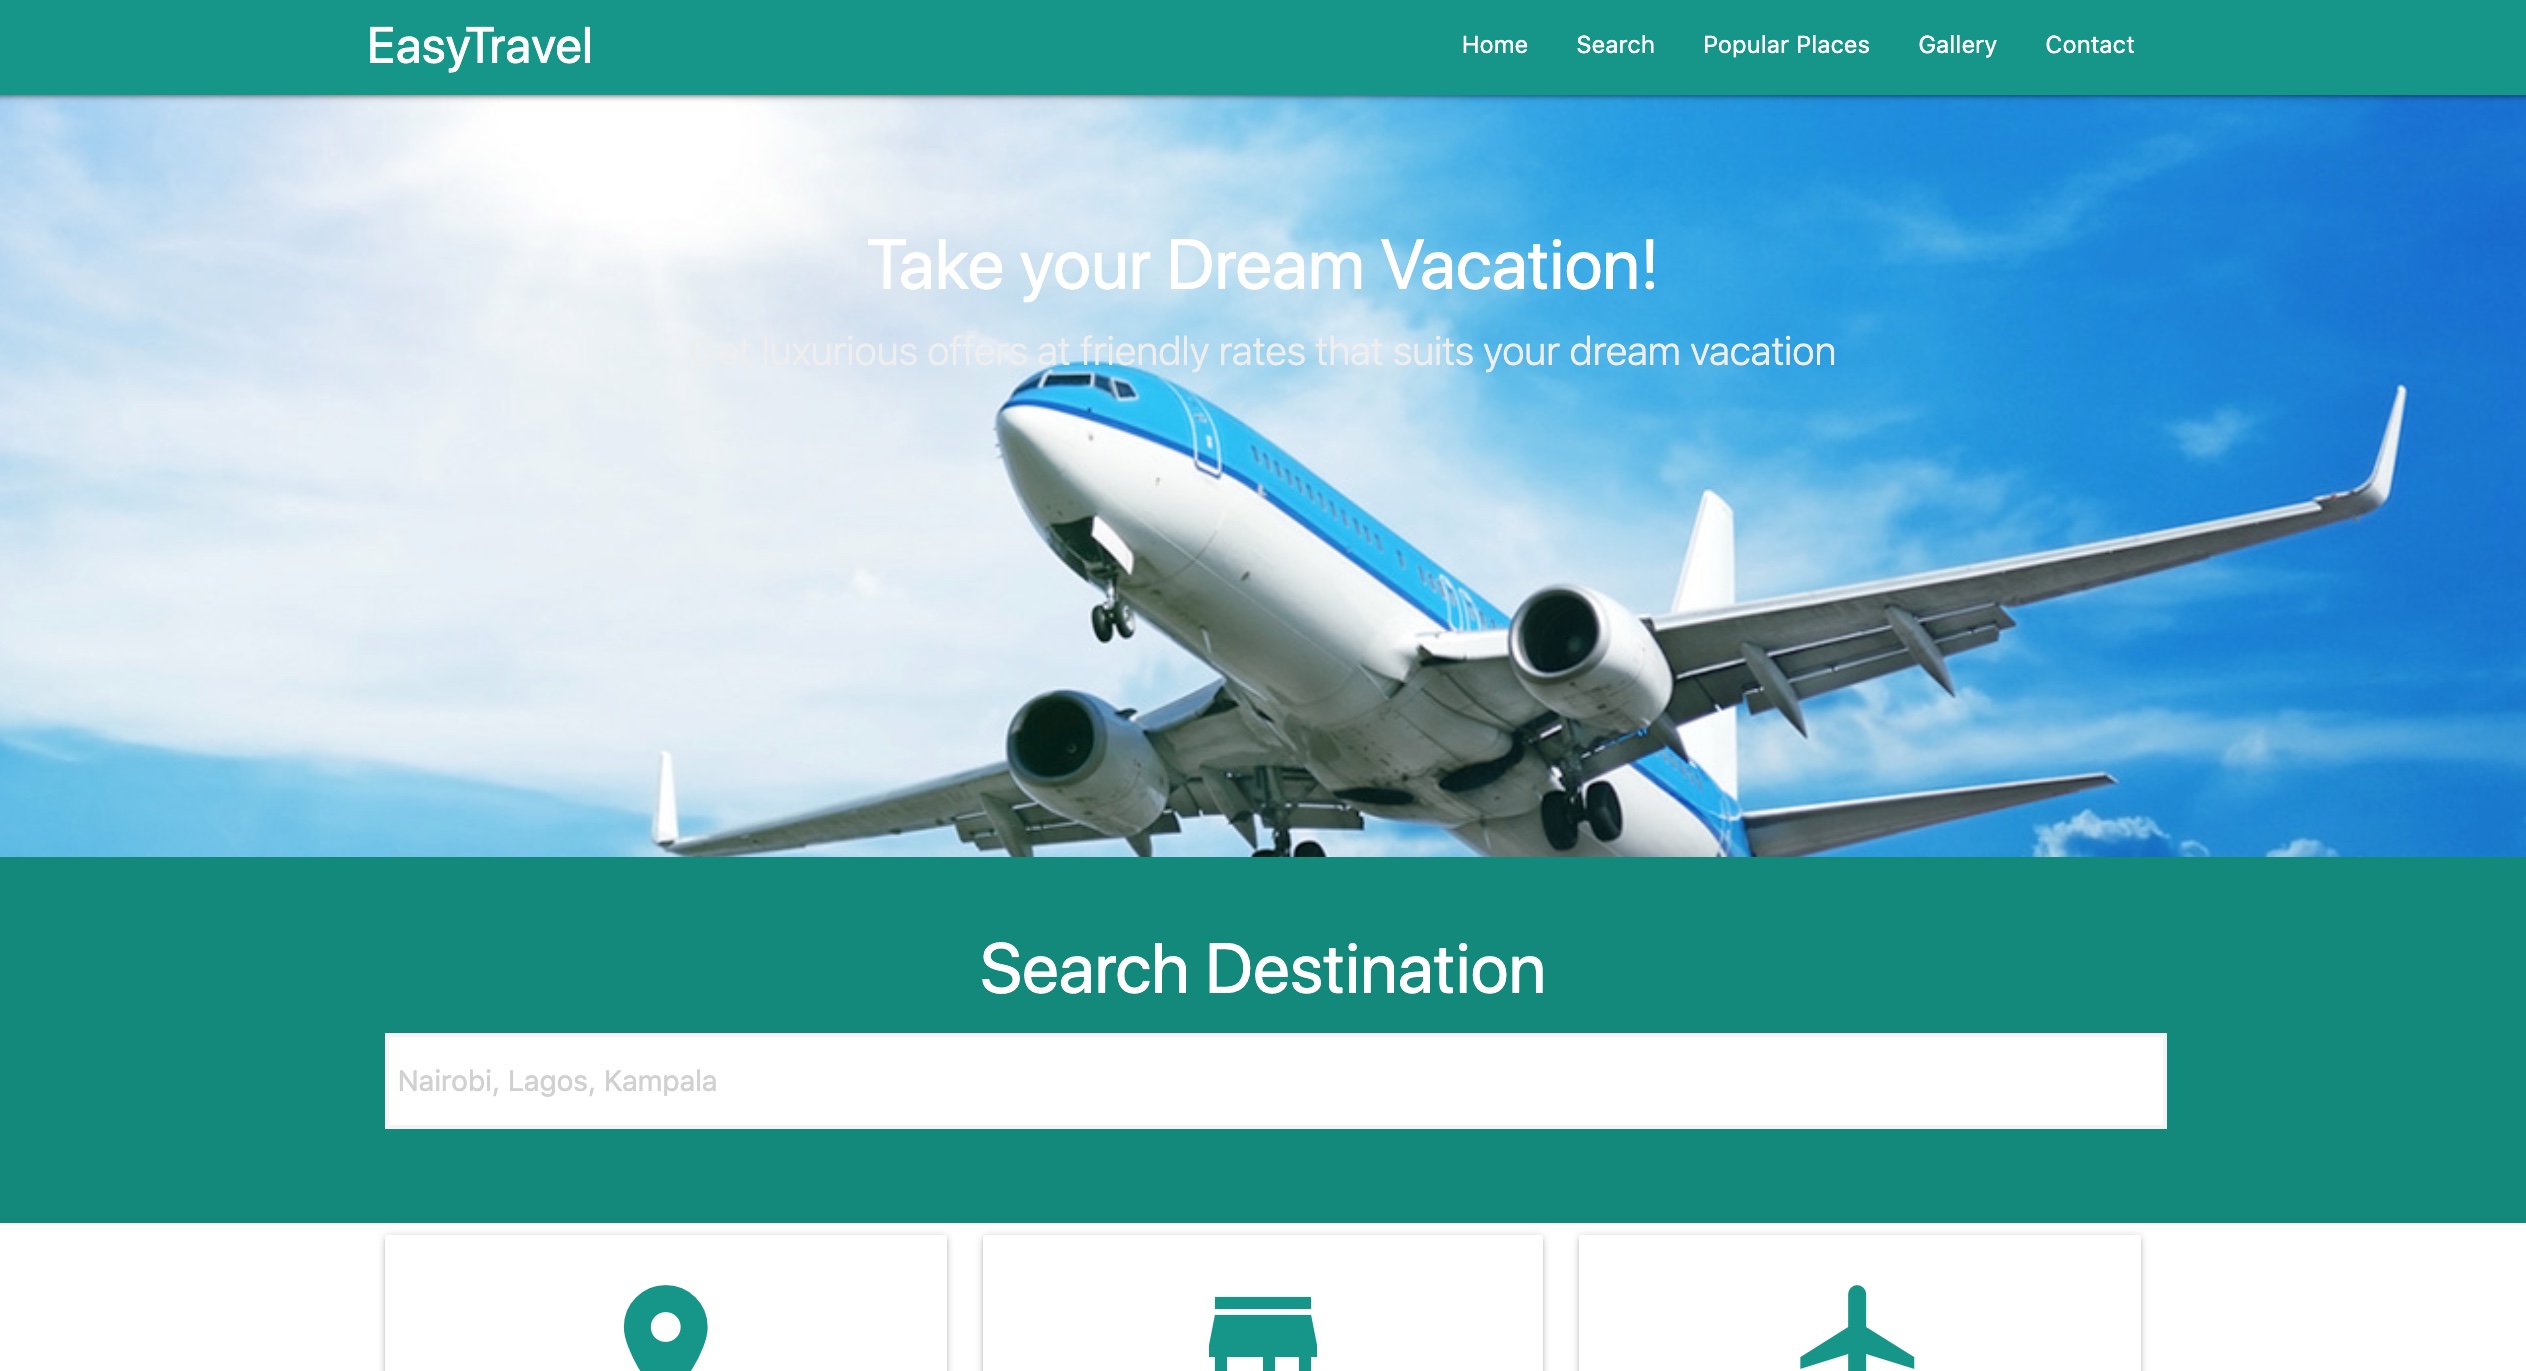 EasyTravel
Home Search Popular Places Gallery Contact
Take your Dream Vacation!
luxurious offers at friendly rates that suits your dream vacation
Search Destination
Nairobi, Lagos, Kampala